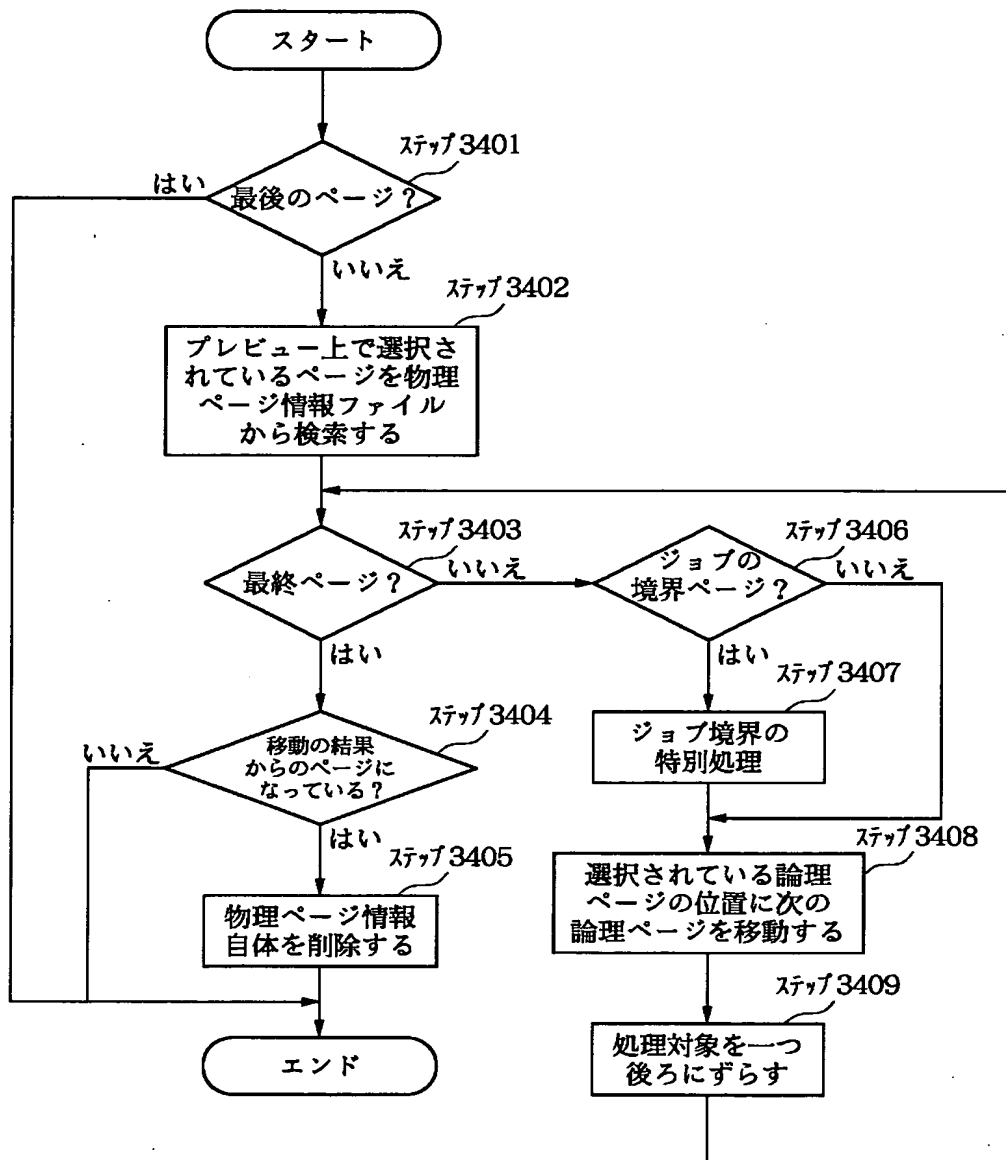 スタート
ステップ3401
はい
最後のページ?
いいえ
ステップ3402
プレビュー上で選択さ
れているページを物理
ページ情報ファイル
から検索する
ステップ3403
最終ページ?
いいえ
はい
ステップ3406
ジョブの
境界ページ?
いいえ
はい
ステップ3407
ジョブ境界の
特別処理
ステップ3404
いいえ
移動の結果
からのページに
なっている?
はい
ステップ3405
物理ページ情報
自体を削除する
ステップ3408
選択されている論理
ページの位置に次の
論理ページを移動する
ステップ3409
処理対象を一つ
後ろにずらす
エンド